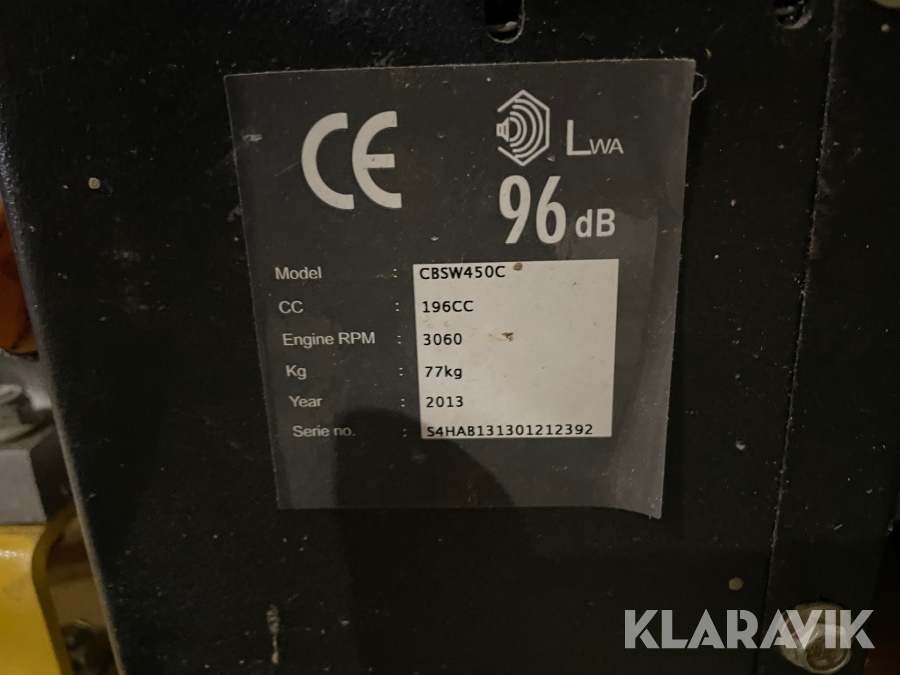 CE
LWA
96 dB
Model : CBSW450C
CC : 196CC
Engine RPM : 3060
Kg : 77kg
Year : 2013
Serie no. : S4HAB131301212392
KLARAVIK